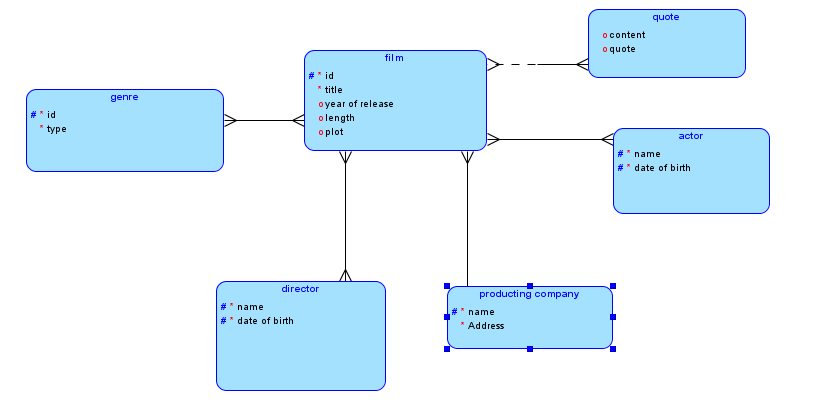 quote
o content
o quote
film
# * id
* title
o year of release
o length
o plot
genre
# * id
* type
actor
# * name
# * date of birth
director
# * name
# * date of birth
producting company
# * name
* Address